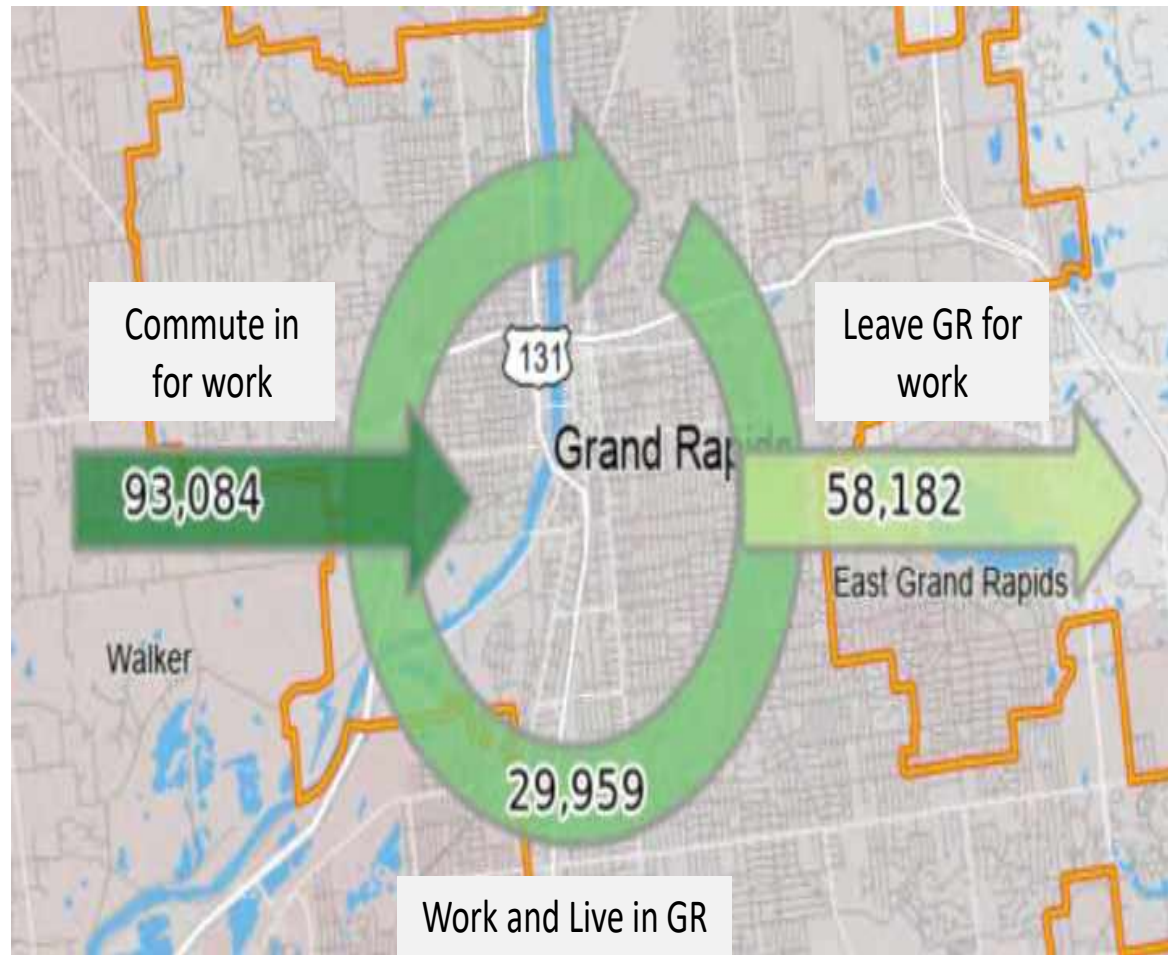 Commute in
for work
Leave GR for
work
131
Grand Rapids
93,084
58,182
East Grand Rapids
Walker
29,959
Work and Live in GR